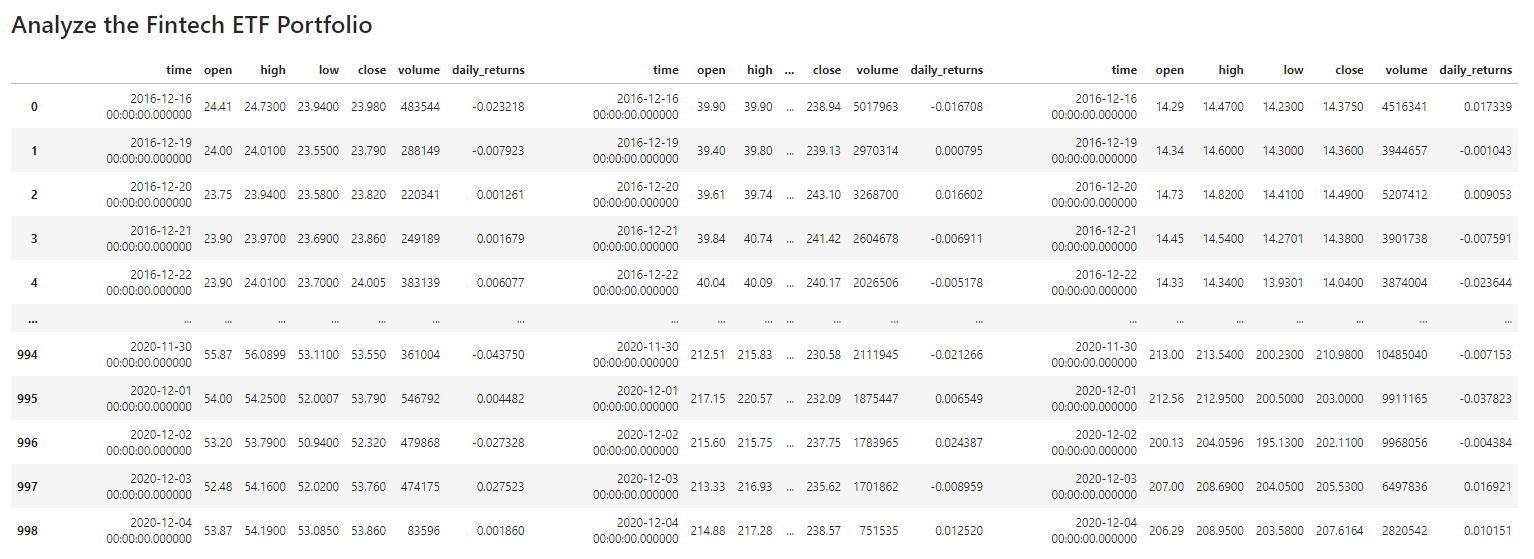 Analyze the Fintech ETF Portfolio
time open high low close volume daily_returns time open high ... close volume daily_returns time open high low close volume daily_returns
0 2016-12-16 00:00:00.000000 24.41 24.7300 23.9400 23.980 483544 -0.023218 2016-12-16 00:00:00.000000 39.90 39.90 ... 238.94 5017963 -0.016708 2016-12-16 00:00:00.000000 14.29 14.4700 14.2300 14.3750 4516341 0.017339
1 2016-12-19 00:00:00.000000 24.00 24.0100 23.5500 23.790 288149 -0.007923 2016-12-19 00:00:00.000000 39.40 39.80 ... 239.13 2970314 0.000795 2016-12-19 00:00:00.000000 14.34 14.6000 14.3000 14.3600 3944657 -0.001043
2 2016-12-20 00:00:00.000000 23.75 23.9400 23.5800 23.820 220341 0.001261 2016-12-20 00:00:00.000000 39.61 39.74 ... 243.10 3268700 0.016602 2016-12-20 00:00:00.000000 14.73 14.8200 14.4100 14.4900 5207412 0.009053
3 2016-12-21 00:00:00.000000 23.90 23.9700 23.6900 23.860 249189 0.001679 2016-12-21 00:00:00.000000 39.84 40.74 ... 241.42 2604678 -0.006911 2016-12-21 00:00:00.000000 14.45 14.5400 14.2701 14.3800 3901738 -0.007591
4 2016-12-22 00:00:00.000000 23.90 24.0100 23.7000 24.005 383139 0.006077 2016-12-22 00:00:00.000000 40.04 40.09 ... 240.17 2026506 -0.005178 2016-12-22 00:00:00.000000 14.33 14.3400 13.9301 14.0400 3874004 -0.023644
... ... ... ... ... ... ... ... ... ... ... ... ... ... ... ... ... ... ... ... ... ...
994 2020-11-30 00:00:00.000000 55.87 56.0899 53.1100 53.550 361004 -0.043750 2020-11-30 00:00:00.000000 212.51 215.83 ... 230.58 2111945 -0.021266 2020-11-30 00:00:00.000000 213.00 213.5400 200.2300 210.9800 10485040 -0.007153
995 2020-12-01 00:00:00.000000 54.00 54.2500 52.0007 53.790 546792 0.004482 2020-12-01 00:00:00.000000 217.15 220.57 ... 232.09 1875447 0.006549 2020-12-01 00:00:00.000000 212.56 212.9500 200.5000 203.0000 9911165 -0.037823
996 2020-12-02 00:00:00.000000 53.20 53.7900 50.9400 52.320 479868 -0.027328 2020-12-02 00:00:00.000000 215.60 215.75 ... 237.75 1783965 0.024387 2020-12-02 00:00:00.000000 200.13 204.0596 195.1300 202.1100 9968056 -0.004384
997 2020-12-03 00:00:00.000000 52.48 54.1600 52.0200 53.760 474175 0.027523 2020-12-03 00:00:00.000000 213.33 216.93 ... 235.62 1701862 -0.008959 2020-12-03 00:00:00.000000 207.00 208.6900 204.0500 205.5300 6497836 0.016921
998 2020-12-04 00:00:00.000000 53.87 54.1900 53.0850 53.860 83596 0.001860 2020-12-04 00:00:00.000000 214.88 217.28 ... 238.57 751535 0.012520 2020-12-04 00:00:00.000000 206.29 208.9500 203.5800 207.6164 2820542 0.010151